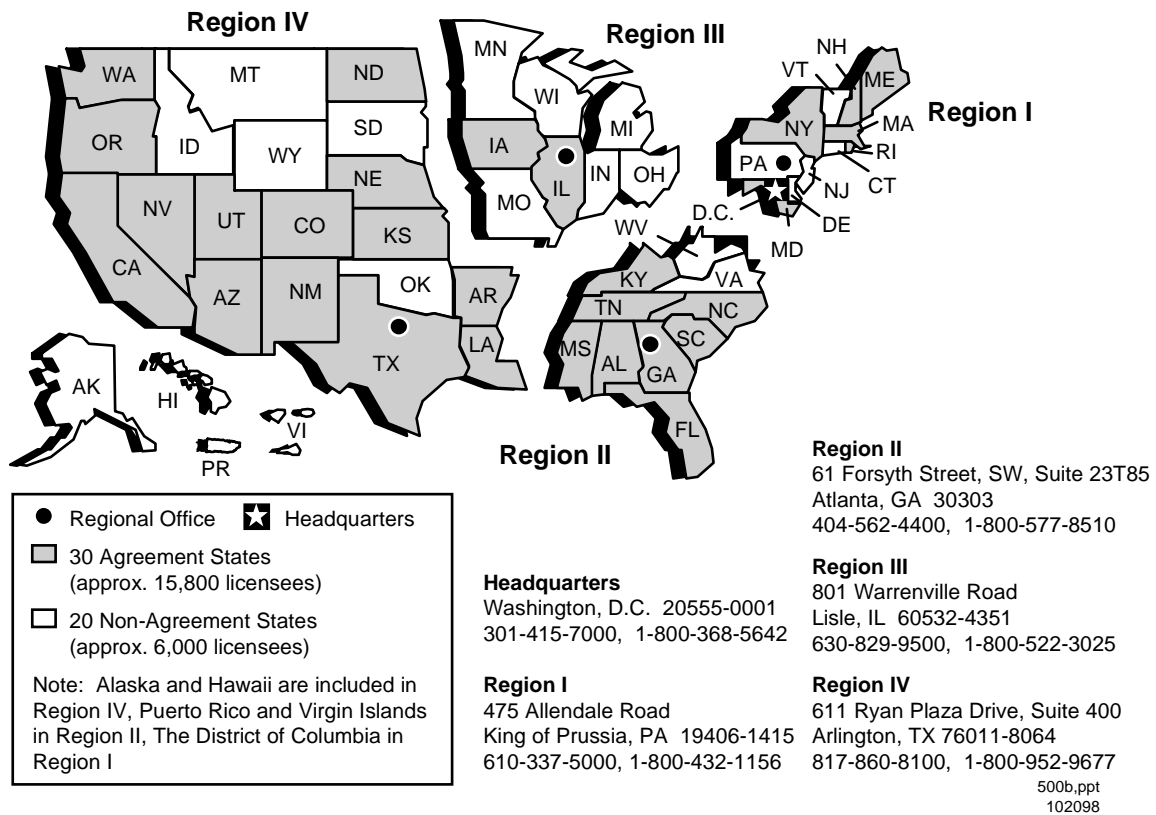 Region IV
Region III
Region I
Region II
WA
MT
ND
OR
ID
SD
WY
NE
NV
UT
CO
KS
CA
AZ
NM
OK
TX
AR
LA
AK
HI
PR
VI
MN
WI
MI
IA
IL
IN
OH
MO
NH
VT
ME
NY
MA
RI
CT
PA
NJ
DE
MD
D.C.
WV
VA
KY
TN
NC
SC
MS
AL
GA
FL
Regional Office
Headquarters
30 Agreement States
(approx. 15,800 licensees)
20 Non-Agreement States
(approx. 6,000 licensees)
Note: Alaska and Hawaii are included in
Region IV, Puerto Rico and Virgin Islands
in Region II, The District of Columbia in
Region I
Headquarters
Washington, D.C. 20555-0001
301-415-7000, 1-800-368-5642
Region I
475 Allendale Road
King of Prussia, PA 19406-1415
610-337-5000, 1-800-432-1156
Region II
61 Forsyth Street, SW, Suite 23T85
Atlanta, GA 30303
404-562-4400, 1-800-577-8510
Region III
801 Warrenville Road
Lisle, IL 60532-4351
630-829-9500, 1-800-522-3025
Region IV
611 Ryan Plaza Drive, Suite 400
Arlington, TX 76011-8064
817-860-8100, 1-800-952-9677
500b,ppt
102098